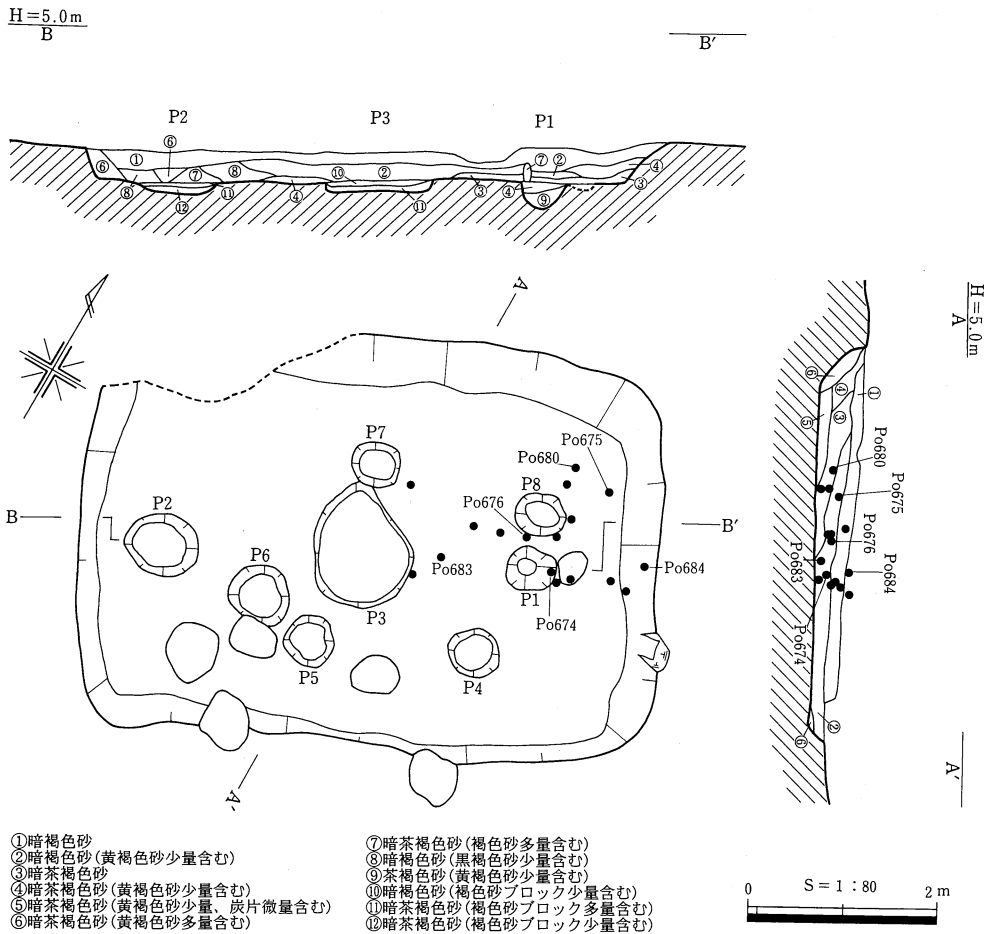 H=5.0m
B
B′
P2
P3
P1
⑥
①
⑥
⑦
⑧
⑧
⑫
⑪
④
⑩
②
⑪
③
④
⑦
②
⑨
④
③
A
H=5.0m
A
P7
Po675
Po680
P8
Po676
B
P2
B′
P6
Po683
Po684
P3
P1
Po674
P5
P4
A′
⑥
④
①
③
⑤
Po680
Po675
Po676
Po683
Po684
Po674
②
⑥
A′
①暗褐色砂
②暗褐色砂(黄褐色砂少量含む)
③暗茶褐色砂
④暗茶褐色砂(黄褐色砂少量含む)
⑤暗茶褐色砂(黄褐色砂少量、炭片微量含む)
⑥暗茶褐色砂(黄褐色砂多量含む)
⑦暗茶褐色砂(褐色砂多量含む)
⑧暗褐色砂(黒褐色砂少量含む)
⑨茶褐色砂(黄褐色砂少量含む)
⑩暗褐色砂(褐色砂ブロック少量含む)
⑪暗茶褐色砂(褐色砂ブロック多量含む)
⑫暗茶褐色砂(褐色砂ブロック少量含む)
0 S=1:80 2m